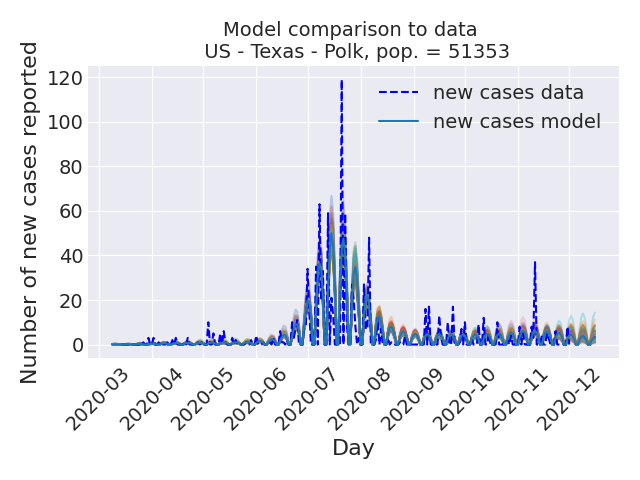 Model comparison to data
US - Texas - Polk, pop. = 51353
Number of new cases reported
120
100
80
60
40
20
0
new cases data
new cases model
2020-03
2020-04
2020-05
2020-06
2020-07
2020-08
2020-09
2020-10
2020-11
2020-12
Day